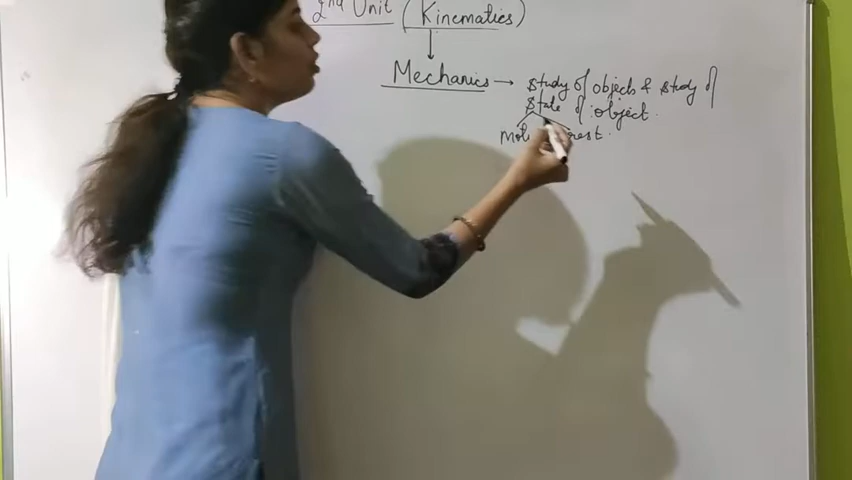 2nd Unit (Kinematics)
Mechanics → study of objects & study of
state of object.
rest.